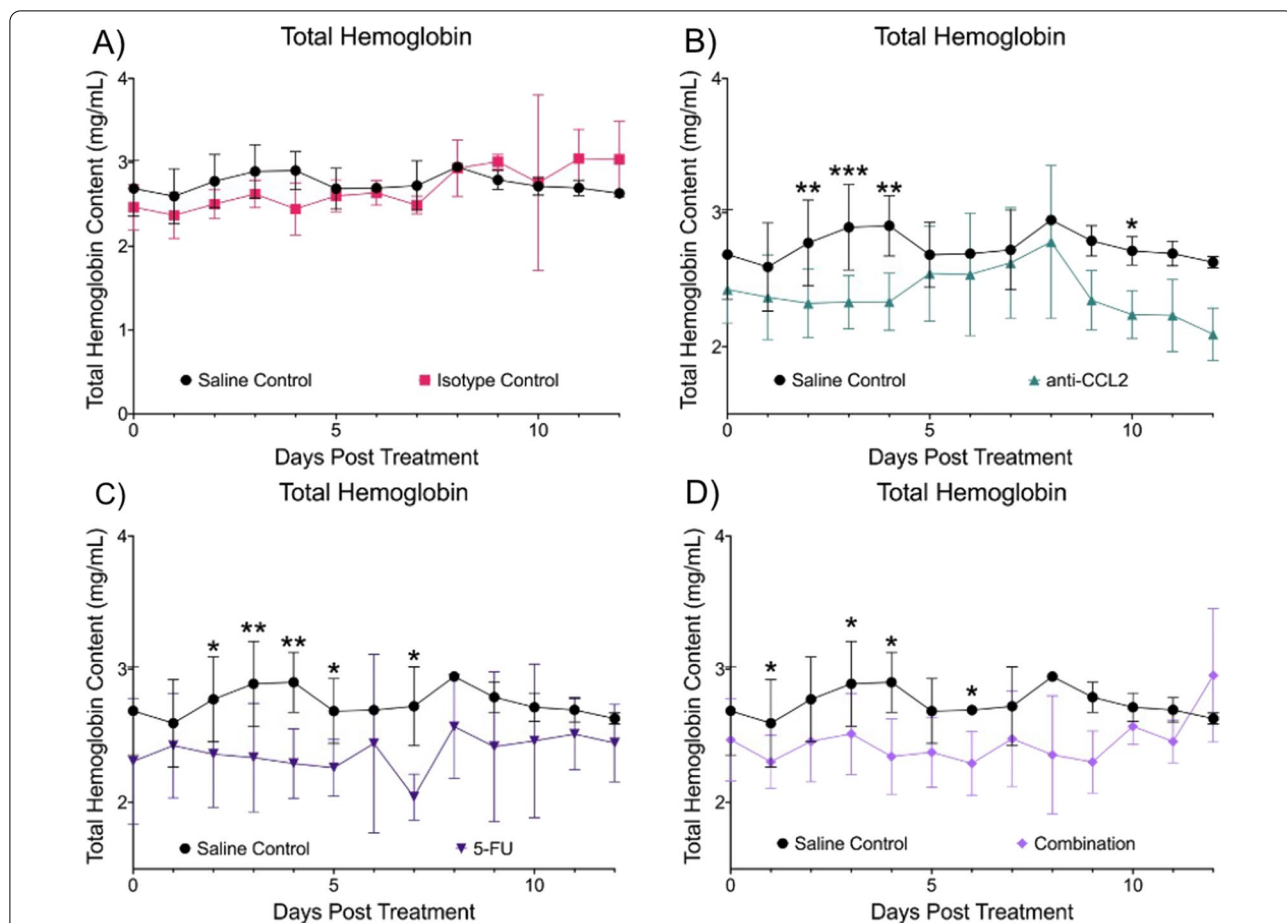 A)
Total Hemoglobin
Total Hemoglobin Content (mg/mL)
4
3
2
1
0
Saline Control
Isotype Control
0
5
10
Days Post Treatment
B)
Total Hemoglobin
Total Hemoglobin Content (mg/mL)
4
3
2
** *** ** *
Saline Control
anti-CCL2
0
5
10
Days Post Treatment
C)
Total Hemoglobin
Total Hemoglobin Content (mg/mL)
4
3
2
* ** ** * *
Saline Control
5-FU
0
5
10
Days Post Treatment
D)
Total Hemoglobin
Total Hemoglobin Content (mg/mL)
4
3
2
* * * *
Saline Control
Combination
0
5
10
Days Post Treatment